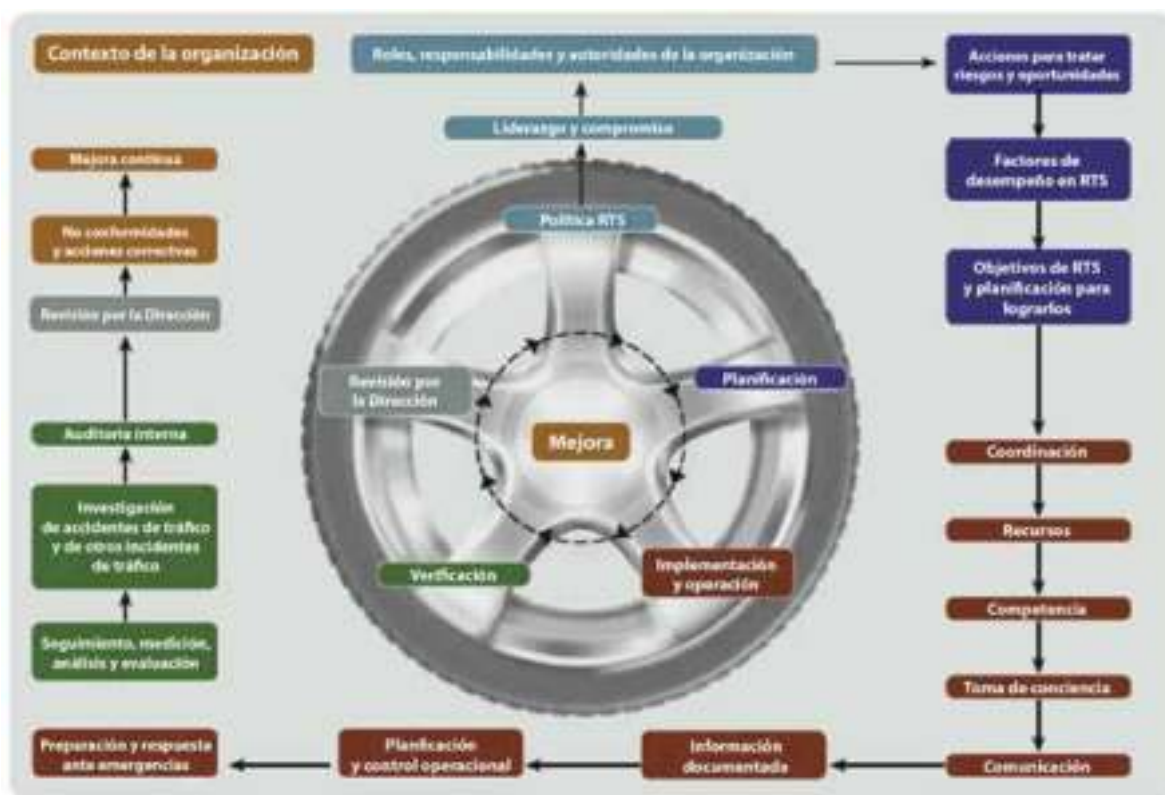 Contexto de la organización
Roles, responsabilidades y autoridades de la organización
Acciones para tratar
riesgos y oportunidades
Liderazgo y compromiso
Mejora continua
Factores de
desempeño en RTS
Política RTS
No conformidades
y acciones correctivas
Objetivos de RTS
y planificación para
lograrlos
Revisión por la Dirección
Revisión por
la Dirección
Planificación
Mejora
Auditoría interna
Coordinación
Investigación
de accidentes de tráfico
y de otros incidentes
de tráfico
Recursos
Verificación
Implementación
y operación
Competencia
Seguimiento, medición,
análisis y evaluación
Toma de conciencia
Preparación y respuesta
ante emergencias
Planificación
y control operacional
Información
documentada
Comunicación